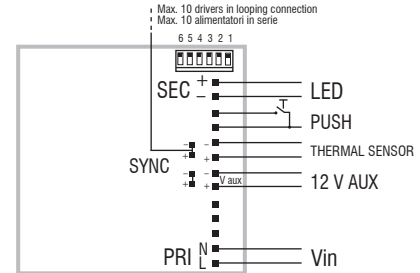 Max. 10 drivers in looping connection
Max. 10 alimentatori in serie
6 5 4 3 2 1
SEC + −
LED
PUSH
T
SYNC − + − +
THERMAL SENSOR
− + − + V aux
12 V AUX
PRI N L
Vin